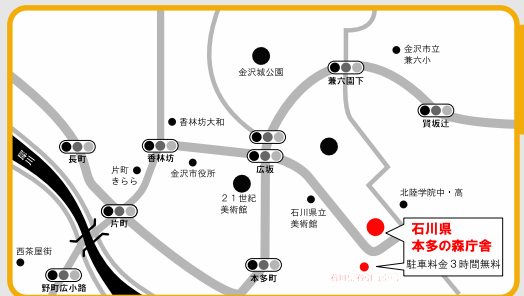 金沢市立
兼六小
金沢城公園
兼六園下
賢坂辻
香林坊大和
長町
香林坊
広坂
片町
きらら
金沢市役所
21世紀
美術館
石川県立
美術館
北陸学院中・高
片町
石川県
本多の森庁舎
駐車料金3時間無料
犀川
西茶屋街
野町広小路
本多町